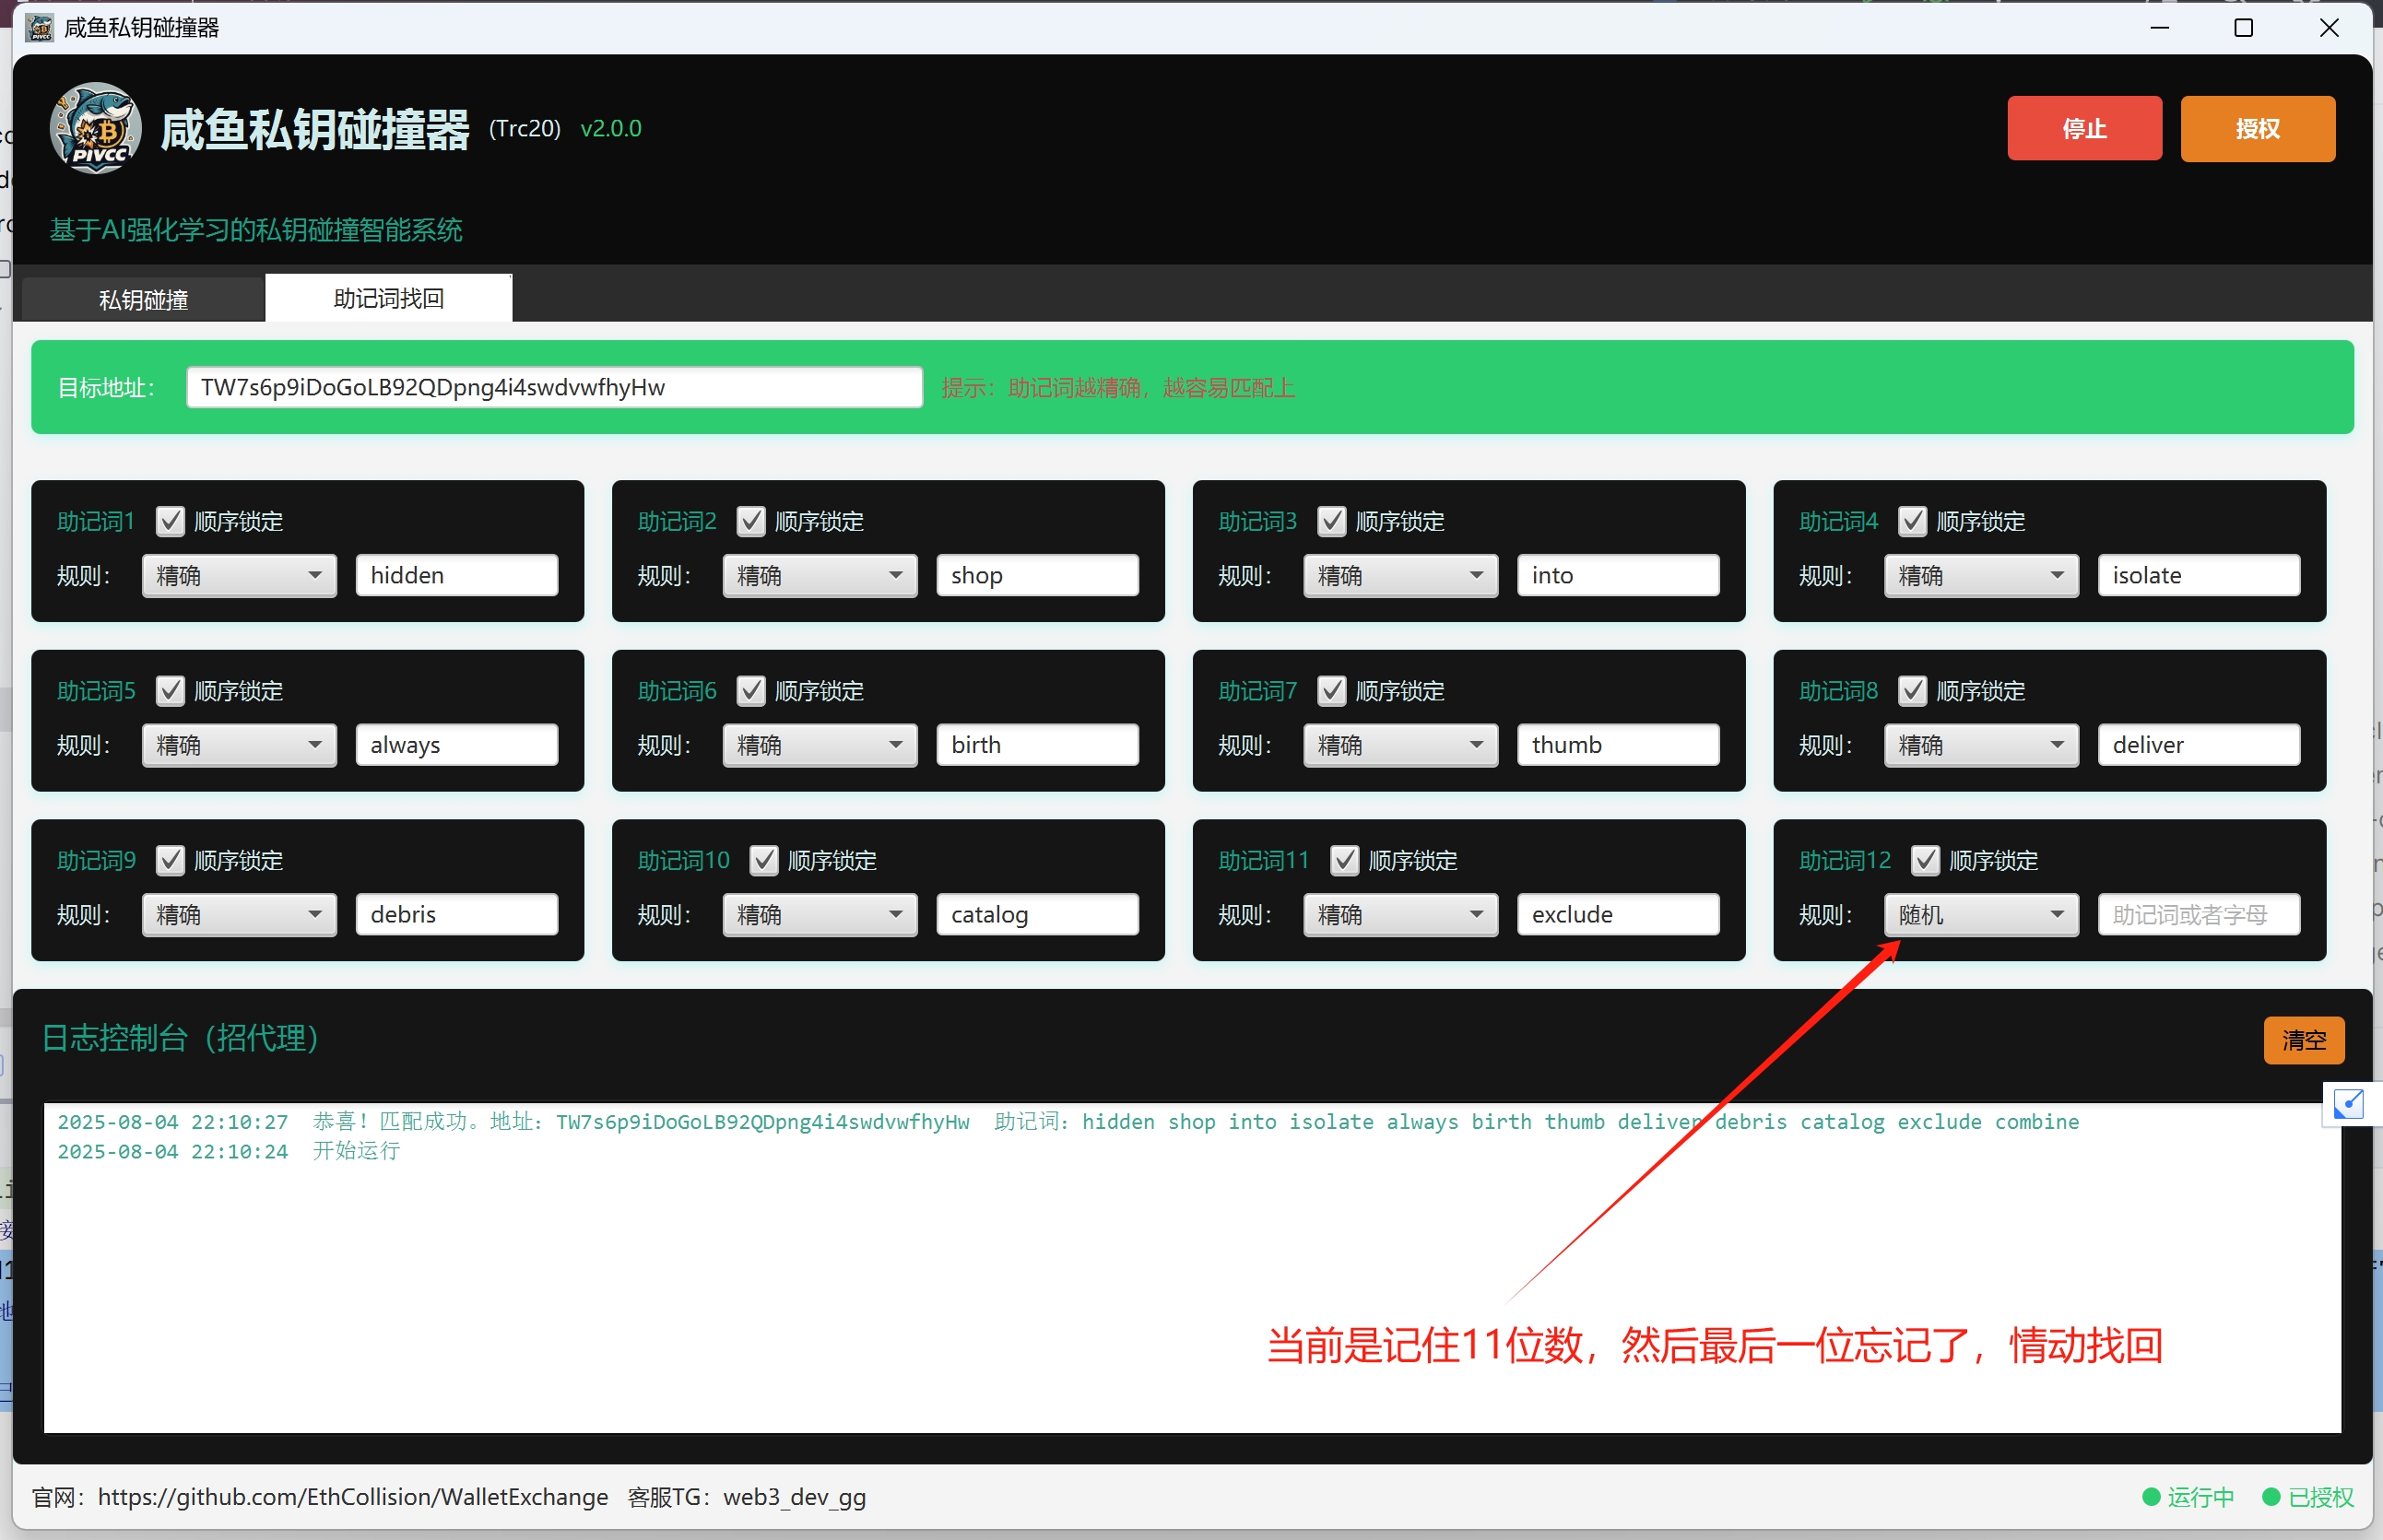 咸鱼私钥碰撞器
PIVCC
咸鱼私钥碰撞器 (Trc20) v2.0.0
停止 授权
基于AI强化学习的私钥碰撞智能系统
私钥碰撞 助记词找回
目标地址： TW7s6p9iDoGoLB92QDpng4i4swdvwfhyHw 提示：助记词越精确，越容易匹配上
助记词1 顺序锁定 助记词2 顺序锁定 助记词3 顺序锁定 助记词4 顺序锁定
规则： 精确 hidden 规则： 精确 shop 规则： 精确 into 规则： 精确 isolate
助记词5 顺序锁定 助记词6 顺序锁定 助记词7 顺序锁定 助记词8 顺序锁定
规则： 精确 always 规则： 精确 birth 规则： 精确 thumb 规则： 精确 deliver
助记词9 顺序锁定 助记词10 顺序锁定 助记词11 顺序锁定 助记词12 顺序锁定
规则： 精确 debris 规则： 精确 catalog 规则： 精确 exclude 规则： 随机 助记词或者字母
日志控制台（招代理） 清空
2025-08-04 22:10:27 恭喜！匹配成功。地址：TW7s6p9iDoGoLB92QDpng4i4swdvwfhyHw 助记词：hidden shop into isolate always birth thumb deliver debris catalog exclude combine
2025-08-04 22:10:24 开始运行
当前是记住11位数，然后最后一位忘记了，情动找回
官网：https://github.com/EthCollision/WalletExchange 客服TG：web3_dev_gg 运行中 已授权